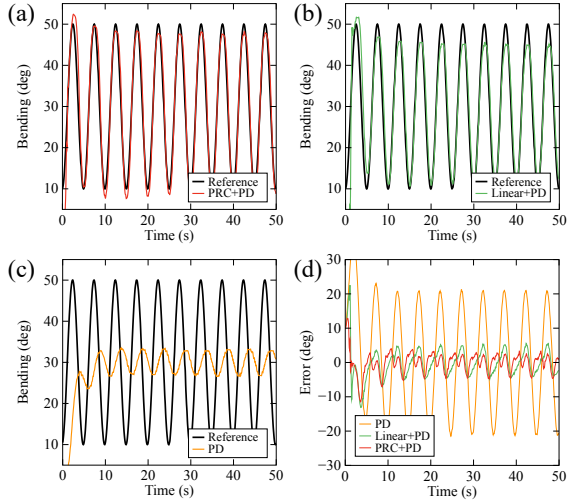 (a)
Bending (deg)
50
40
30
20
10
Reference
PRC+PD
0 10 20 30 40 50
Time (s)
(b)
Bending (deg)
50
40
30
20
10
Reference
Linear+PD
0 10 20 30 40 50
Time (s)
(c)
Bending (deg)
50
40
30
20
10
Reference
PD
0 10 20 30 40 50
Time (s)
(d)
Error (deg)
30
20
10
0
−10
−20
−30
PD
Linear+PD
PRC+PD
0 10 20 30 40 50
Time (s)